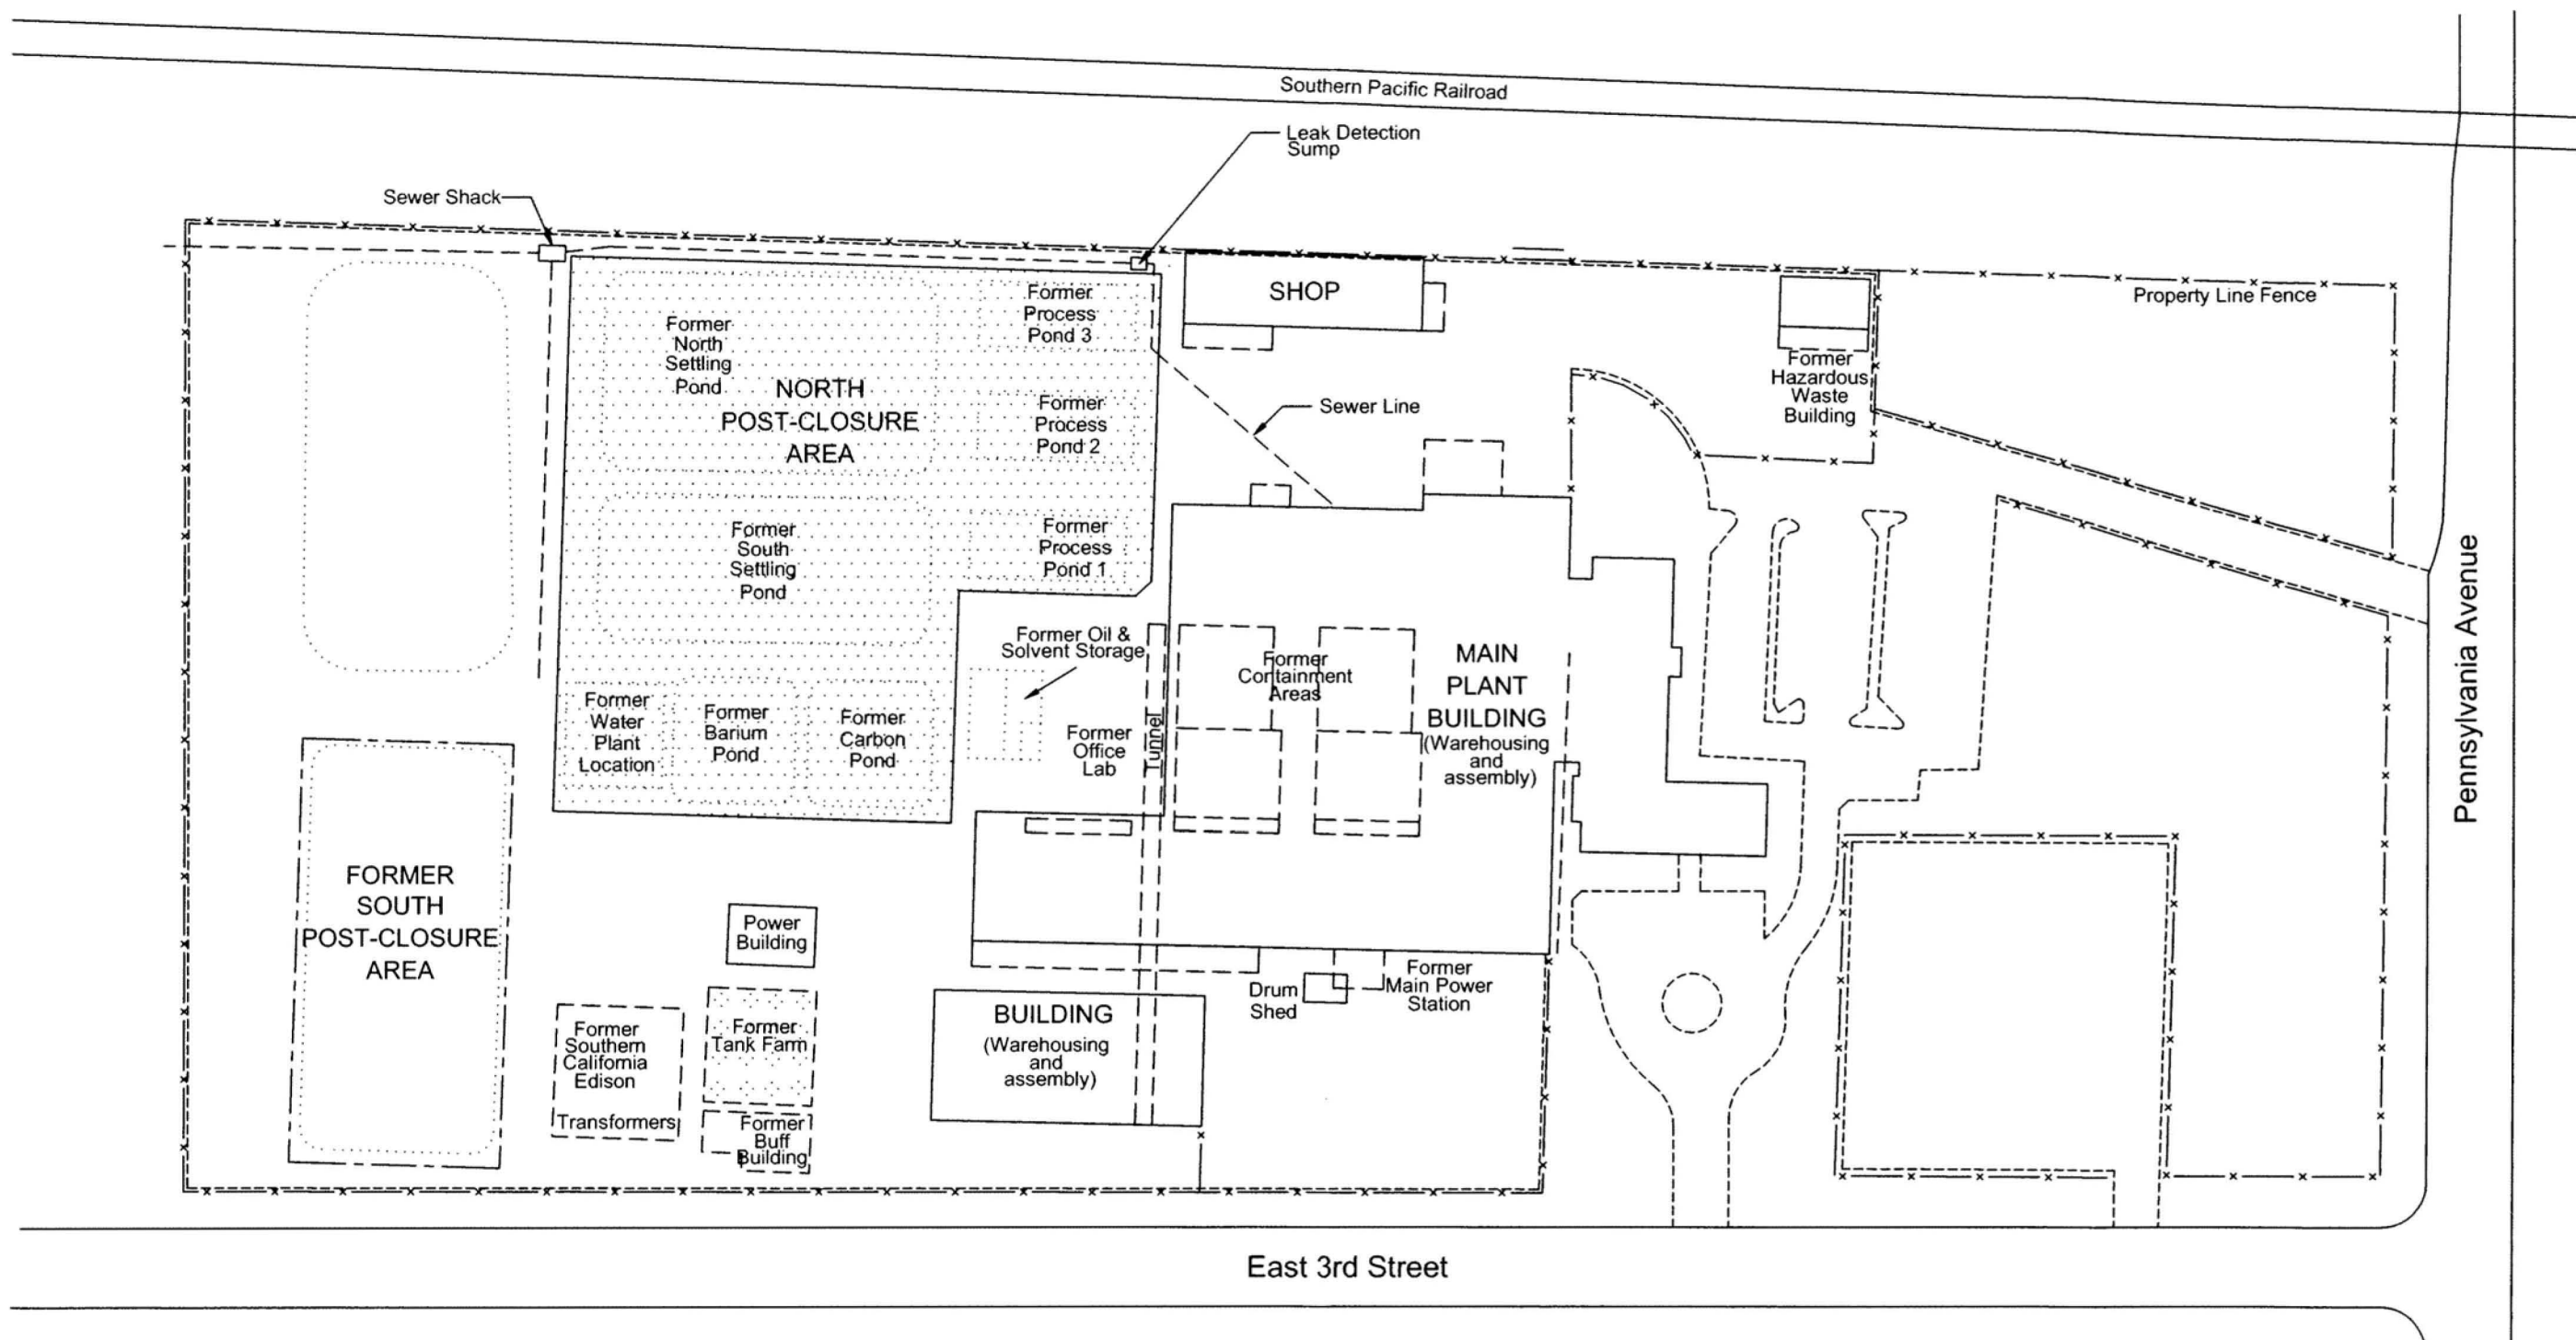 Southern Pacific Railroad
Leak Detection
Sump
Sewer Shack
Property Line Fence
SHOP
Former
Process
Pond 3
Former
North
Settling
Pond
NORTH
POST-CLOSURE
AREA
Former
Process
Pond 2
Sewer Line
Former
Hazardous
Waste
Building
Former
South
Settling
Pond
Former
Process
Pond 1
Former Oil &
Solvent Storage
Former
Containment
Areas
MAIN
PLANT
BUILDING
(Warehousing
and
assembly)
Pennsylvania Avenue
Former
Water
Plant
Location
Former
Barium
Pond
Former
Carbon
Pond
Former
Office
Lab
Tunnel
FORMER
SOUTH
POST-CLOSURE
AREA
Power
Building
Former
Southern
California
Edison
Transformers
Former
Tank Farm
Former
Buff
Building
BUILDING
(Warehousing
and
assembly)
Drum
Shed
Former
Main Power
Station
East 3rd Street